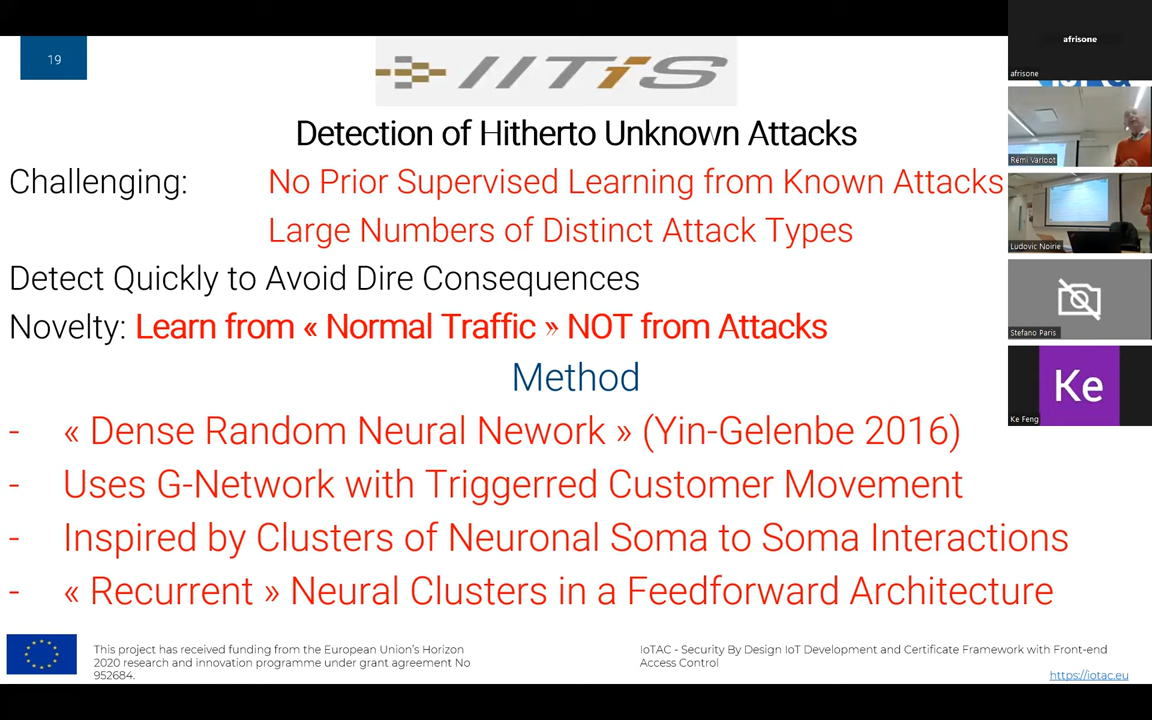 19
IITiS
Detection of Hitherto Unknown Attacks
Challenging: No Prior Supervised Learning from Known Attacks
Large Numbers of Distinct Attack Types
Detect Quickly to Avoid Dire Consequences
Novelty: Learn from « Normal Traffic » NOT from Attacks
Method
- « Dense Random Neural Nework » (Yin-Gelenbe 2016)
- Uses G-Network with Triggerred Customer Movement
- Inspired by Clusters of Neuronal Soma to Soma Interactions
- « Recurrent » Neural Clusters in a Feedforward Architecture
This project has received funding from the European Union's Horizon
2020 research and innovation programme under grant agreement No
952684.
IoTAC - Security By Design IoT Development and Certificate Framework with Front-end
Access Control
https://iotac.eu
afrisone
afrisone
Rémi Varloot
Ludovic Noirie
Stefano Paris
Ke
Ke Feng